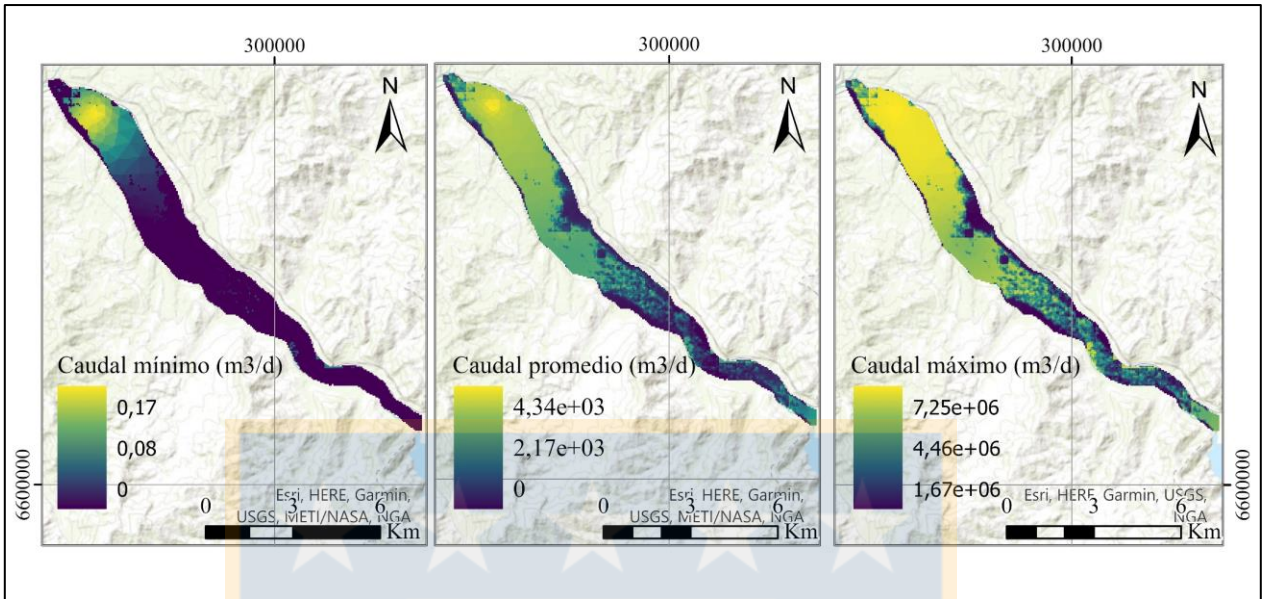 300000
300000
300000
N
N
N
Caudal mínimo (m3/d)
0,17
0,08
0
Caudal promedio (m3/d)
4,34e+03
2,17e+03
0
Caudal máximo (m3/d)
7,25e+06
4,46e+06
1,67e+06
6600000
6600000
Esri, HERE, Garmin,
USGS, METI/NASA, NGA
0 3 6
Km
Esri, HERE, Garmin,
USGS, METI/NASA, NGA
0 3 6
Km
Esri, HERE, Garmin, USGS,
NGA
0 3 6
Km